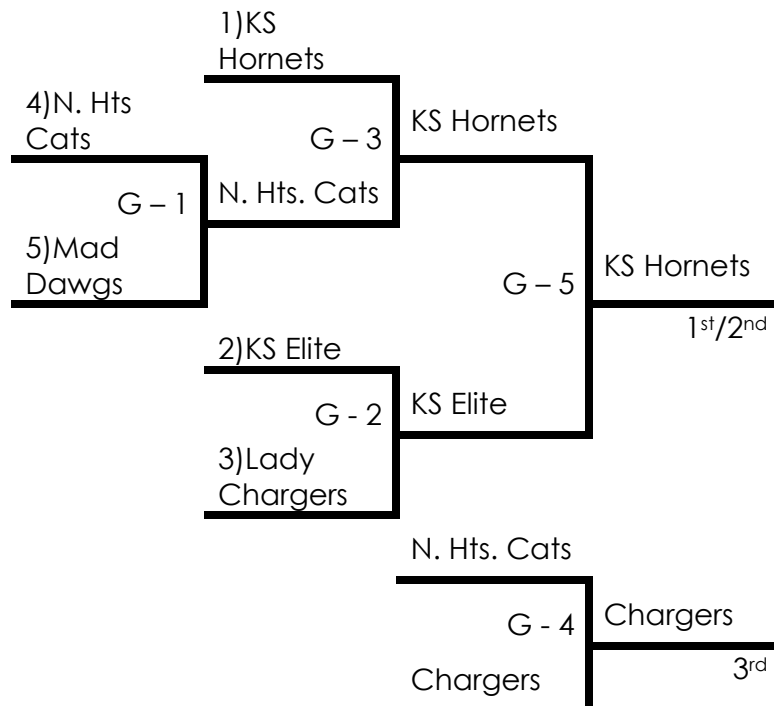 1)KS
Hornets
4)N. Hts
Cats
G – 3
KS Hornets
G – 1
N. Hts. Cats
5)Mad
Dawgs
G – 5
KS Hornets
1st/2nd
2)KS Elite
G - 2
KS Elite
3)Lady
Chargers
N. Hts. Cats
G - 4
Chargers
3rd
Chargers